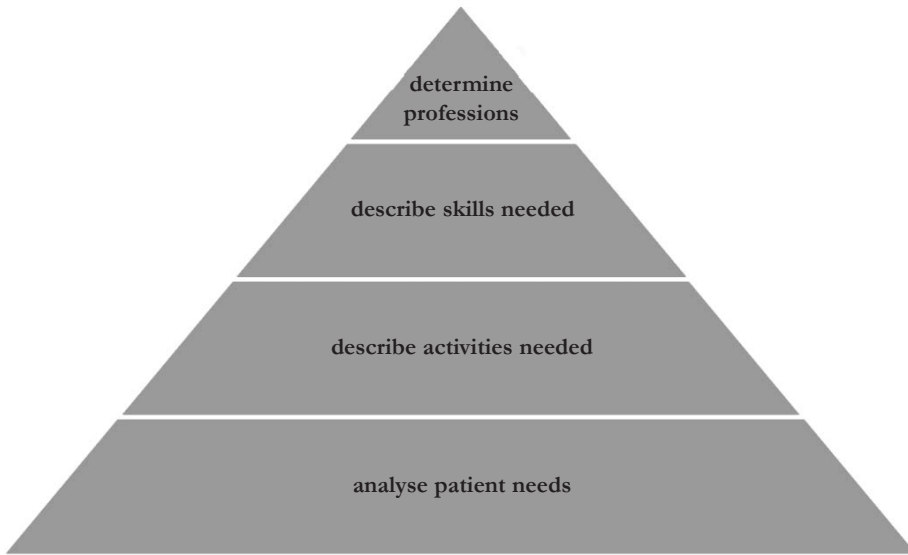 determine
professions
describe skills needed
describe activities needed
analyse patient needs